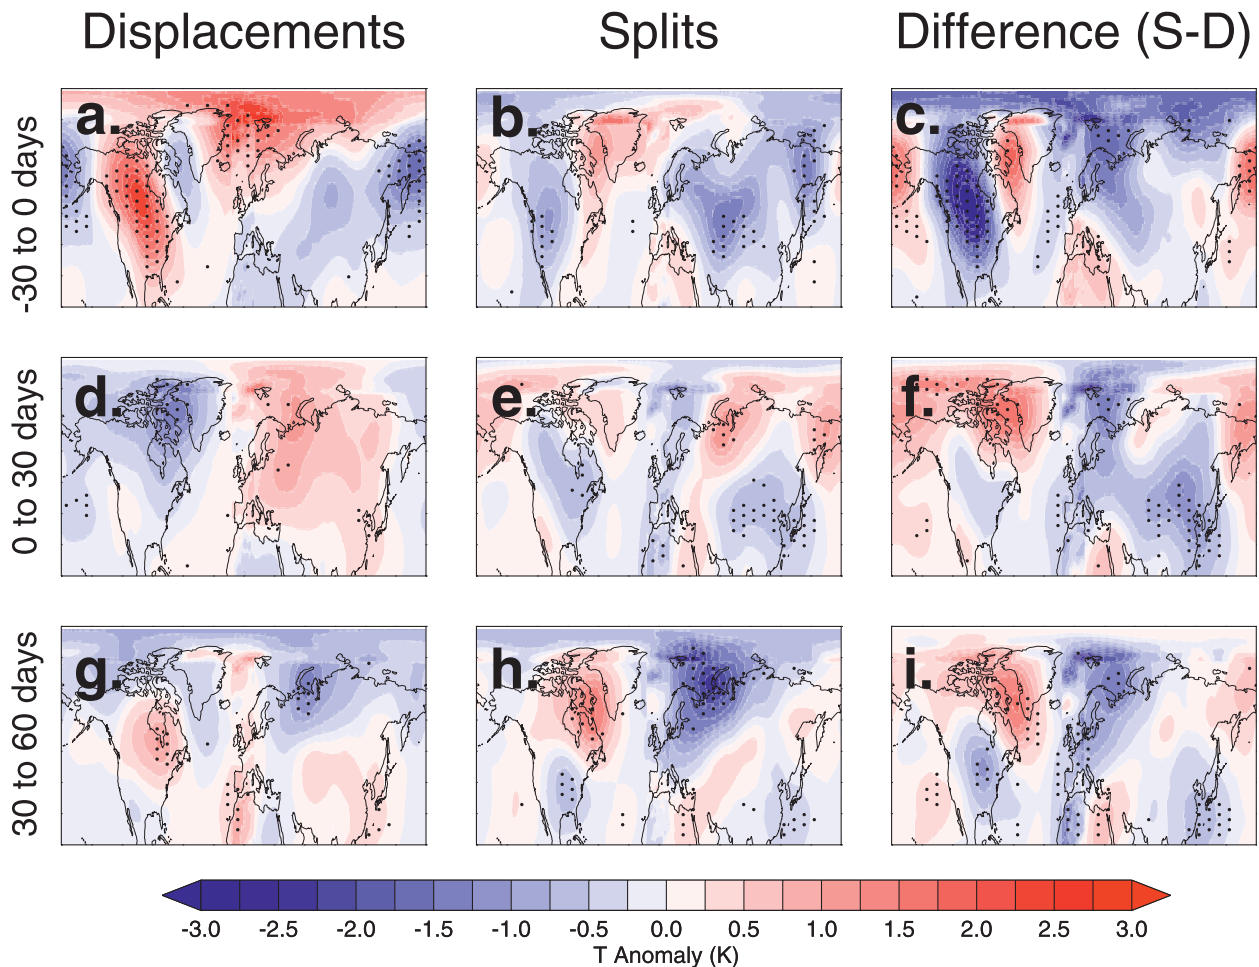 Displacements Splits Difference (S-D)
-30 to 0 days
a. b. c.
0 to 30 days
d. e. f.
30 to 60 days
g. h. i.
-3.0 -2.5 -2.0 -1.5 -1.0 -0.5 0.0 0.5 1.0 1.5 2.0 2.5 3.0
T Anomaly (K)